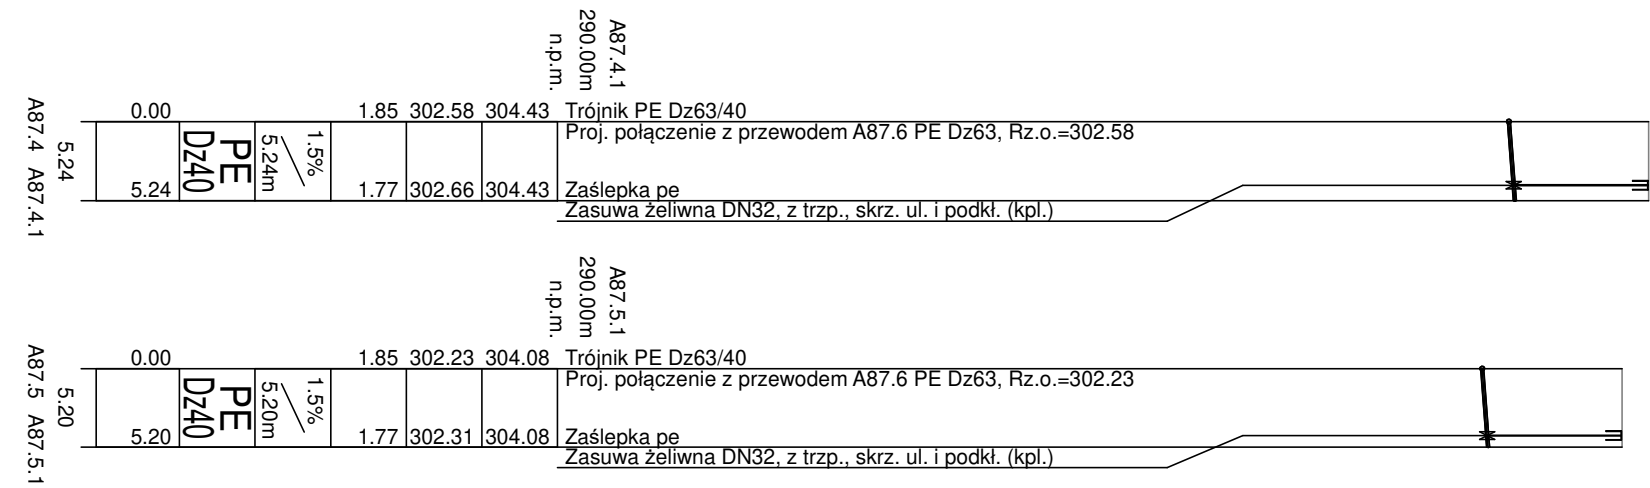 A87.4.1
290.00m
n.p.m.
0.00 1.85 302.58 304.43 Trójnik PE Dz63/40
Proj. połączenie z przewodem A87.6 PE Dz63, Rz.o.=302.58
A87.4 A87.4.1
5.24
PE
Dz40
1.5%
5.24m
5.24 1.77 302.66 304.43 Zaślepka pe
Zasuwa żeliwna DN32, z trzp., skrz. ul. i podkł. (kpl.)
A87.5.1
290.00m
n.p.m.
0.00 1.85 302.23 304.08 Trójnik PE Dz63/40
Proj. połączenie z przewodem A87.6 PE Dz63, Rz.o.=302.23
A87.5 A87.5.1
5.20
PE
Dz40
1.5%
5.20m
5.20 1.77 302.31 304.08 Zaślepka pe
Zasuwa żeliwna DN32, z trzp., skrz. ul. i podkł. (kpl.)